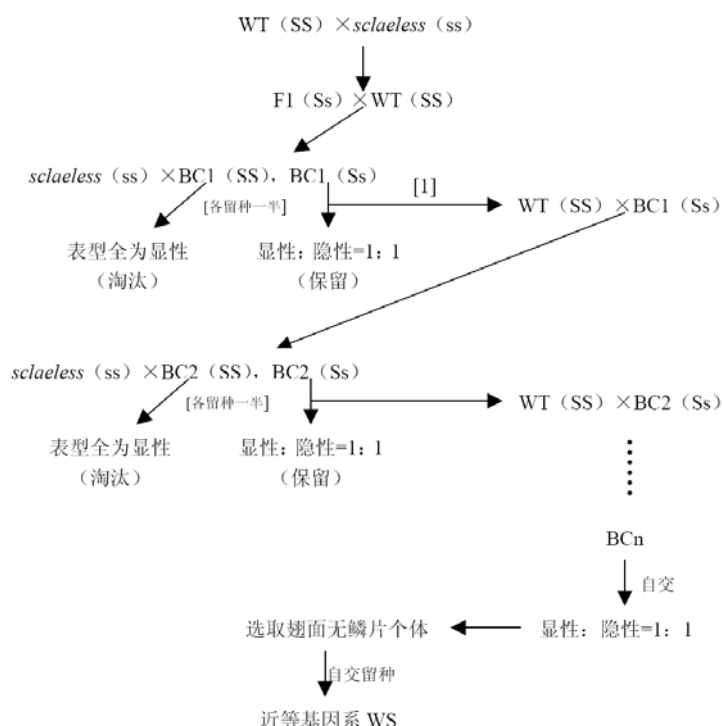 WT（SS）×sclaeless（ss）
F1（Ss）×WT（SS）
sclaeless（ss）×BC1（SS），BC1（Ss）
[1]
[各留种一半]
WT（SS）×BC1（Ss）
表型全为显性
（淘汰）
显性：隐性=1：1
（保留）
sclaeless（ss）×BC2（SS），BC2（Ss）
[各留种一半]
WT（SS）×BC2（Ss）
表型全为显性
（淘汰）
显性：隐性=1：1
（保留）
BCn
自交
选取翅面无鳞片个体
显性：隐性=1：1
自交留种
近等基因系 WS